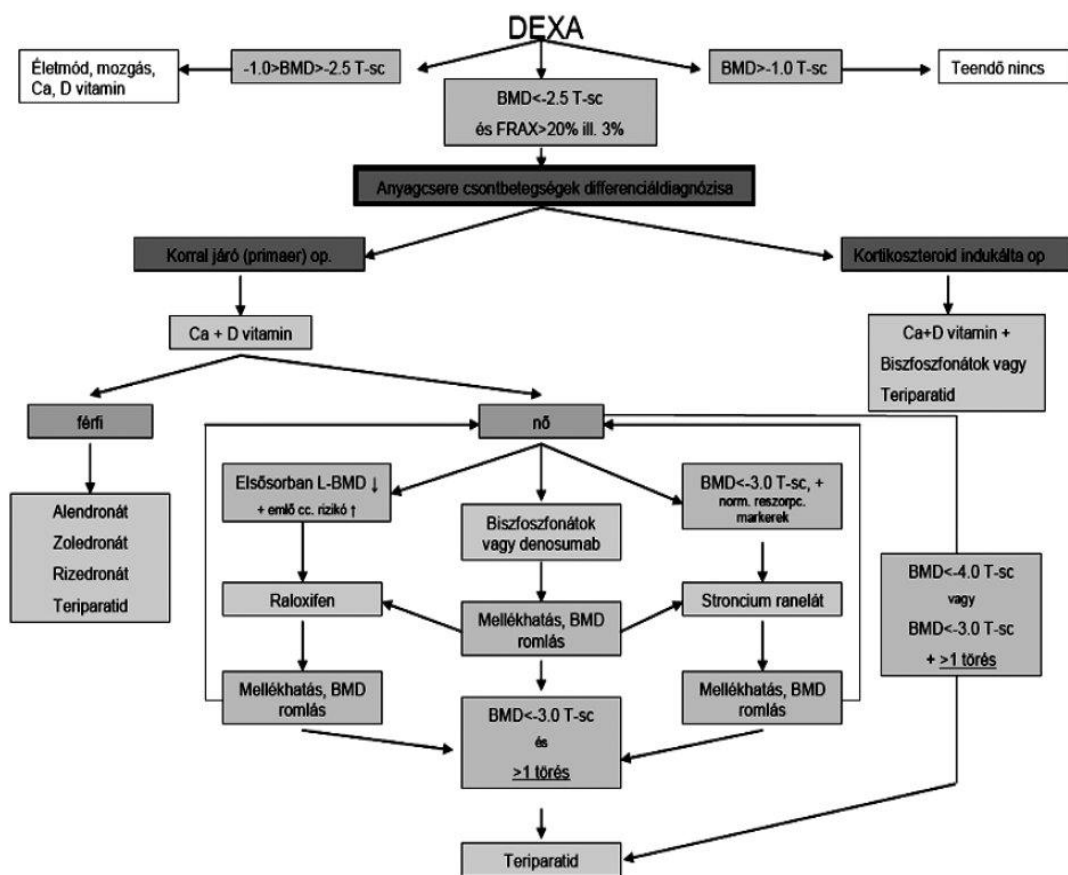 DEXA
Életmód, mozgás,
Ca, D vitamin
-1.0>BMD>-2.5 T-sc
BMD>-1.0 T-sc
Teendő nincs
BMD<-2.5 T-sc
és FRAX>20% ill. 3%
Anyagcsere csontbetegségek differenciáldiagnózisa
Korral járó (primaer) op.
Kortikoszteroid indukálta op
Ca + D vitamin
Ca+D vitamin +
Biszfoszfonátok vagy
Teriparatid
férfi
nő
Alendronát
Zoledronát
Rizedronát
Teriparatid
Elsősorban L-BMD ↓
+ emlő cc. rizikó ↑
Biszfoszfonátok
vagy denosumab
BMD<-3.0 T-sc, +
norm. reszorpc.
markerek
Raloxifen
Mellékhatás, BMD
romlás
Stroncium ranelát
BMD<-4.0 T-sc
vagy
BMD<-3.0 T-sc
+ >1 törés
Mellékhatás, BMD
romlás
BMD<-3.0 T-sc
és
>1 törés
Mellékhatás, BMD
romlás
Teriparatid